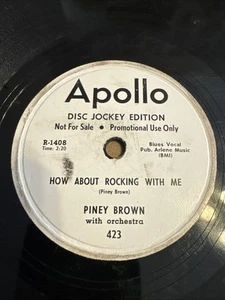 Apollo
DISC JOCKEY EDITION
Not For Sale • Promotional Use Only
R-1408
Time: 2:20
Blues Vocal
Pub. Arlene Music
(BMI)
HOW ABOUT ROCKING WITH ME
(Piney Brown)
PINEY BROWN
with orchestra
423